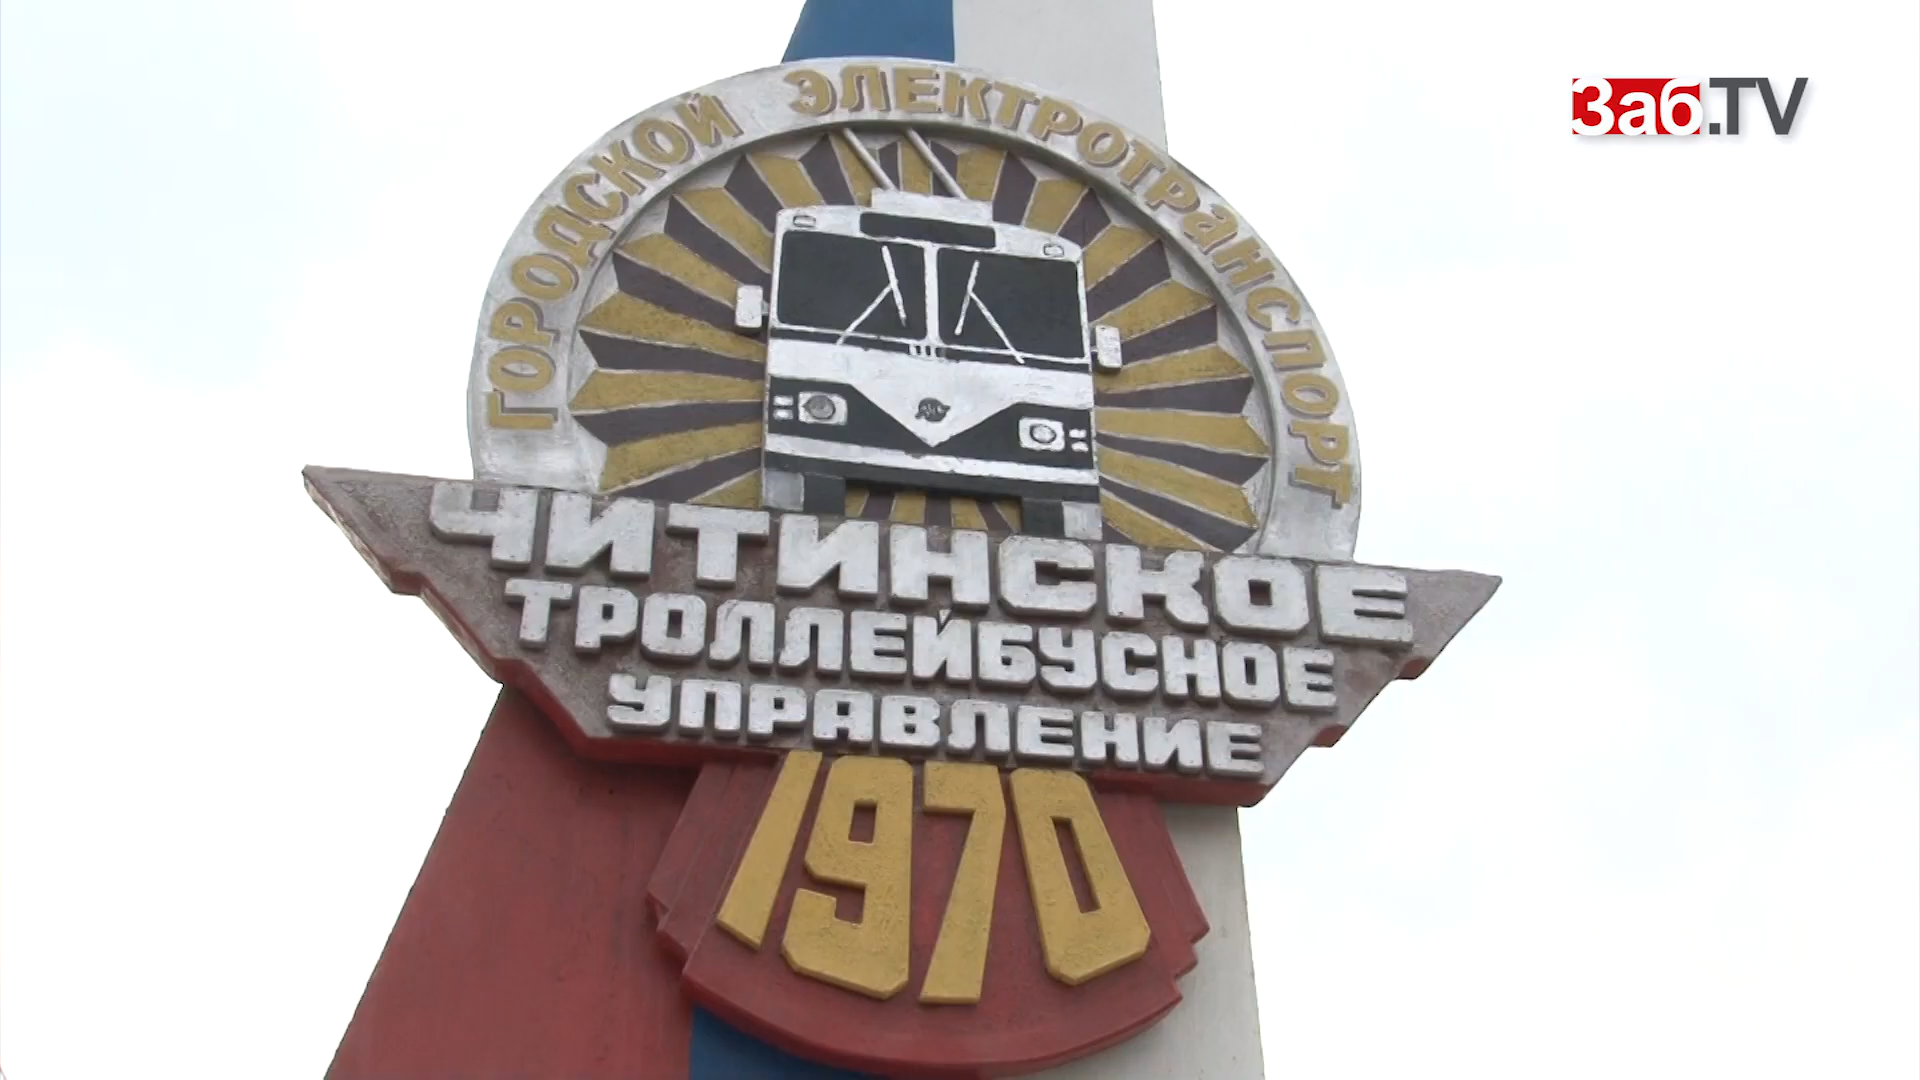 Заб.TV
ГОРОДСКОЙ ЭЛЕКТРОТРаНСПОРТ
ЧИТИНСКОЕ
ТРОЛЛЕЙБУСНОЕ
УПРАВЛЕНИЕ
1970